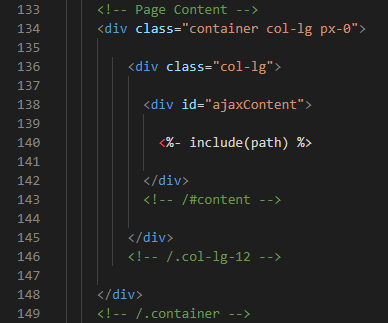 133 <!-- Page Content -->
134 <div class="container col-lg px-0">
135
136 <div class="col-lg">
137
138 <div id="ajaxContent">
139
140 <%- include(path) %>
141
142 </div>
143 <!-- /#content -->
144
145 </div>
146 <!-- /.col-lg-12 -->
147
148 </div>
149 <!-- /.container -->